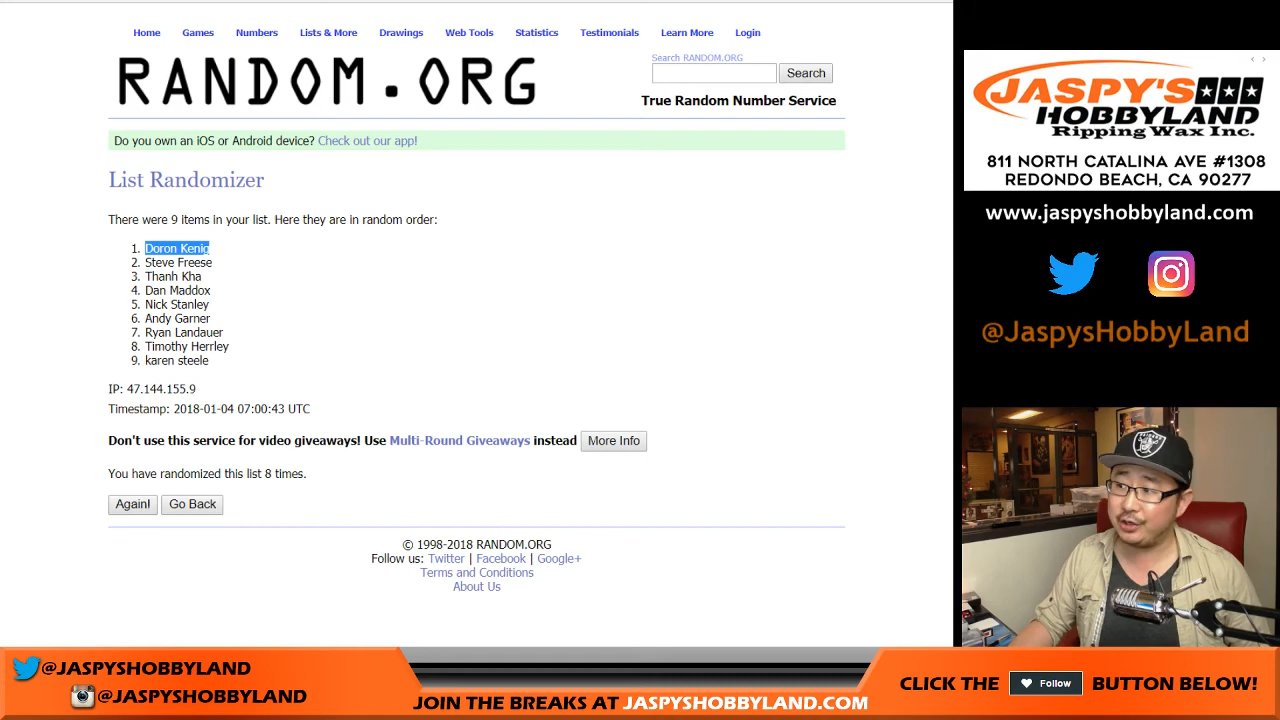 Home Games Numbers Lists & More Drawings Web Tools Statistics Testimonials Learn More Login
RANDOM.ORG
Search RANDOM.ORG
Search
True Random Number Service
Do you own an iOS or Android device? Check out our app!
List Randomizer
There were 9 items in your list. Here they are in random order:
1. Doron Kenig
2. Steve Freese
3. Thanh Kha
4. Dan Maddox
5. Nick Stanley
6. Andy Garner
7. Ryan Landauer
8. Timothy Herrley
9. karen steele
IP: 47.144.155.9
Timestamp: 2018-01-04 07:00:43 UTC
Don't use this service for video giveaways! Use Multi-Round Giveaways instead More Info
You have randomized this list 8 times.
Again! Go Back
© 1998-2018 RANDOM.ORG
Follow us: Twitter | Facebook | Google+
Terms and Conditions
About Us
JASPY'S
HOBBYLAND
Ripping Wax Inc.
811 NORTH CATALINA AVE #1308
REDONDO BEACH, CA 90277
www.jaspyshobbyland.com
@JaspysHobbyLand
RAIDERS
@JASPYSHOBBYLAND
@JASPYSHOBBYLAND
JOIN THE BREAKS AT JASPYSHOBBYLAND.COM
CLICK THE Follow BUTTON BELOW!